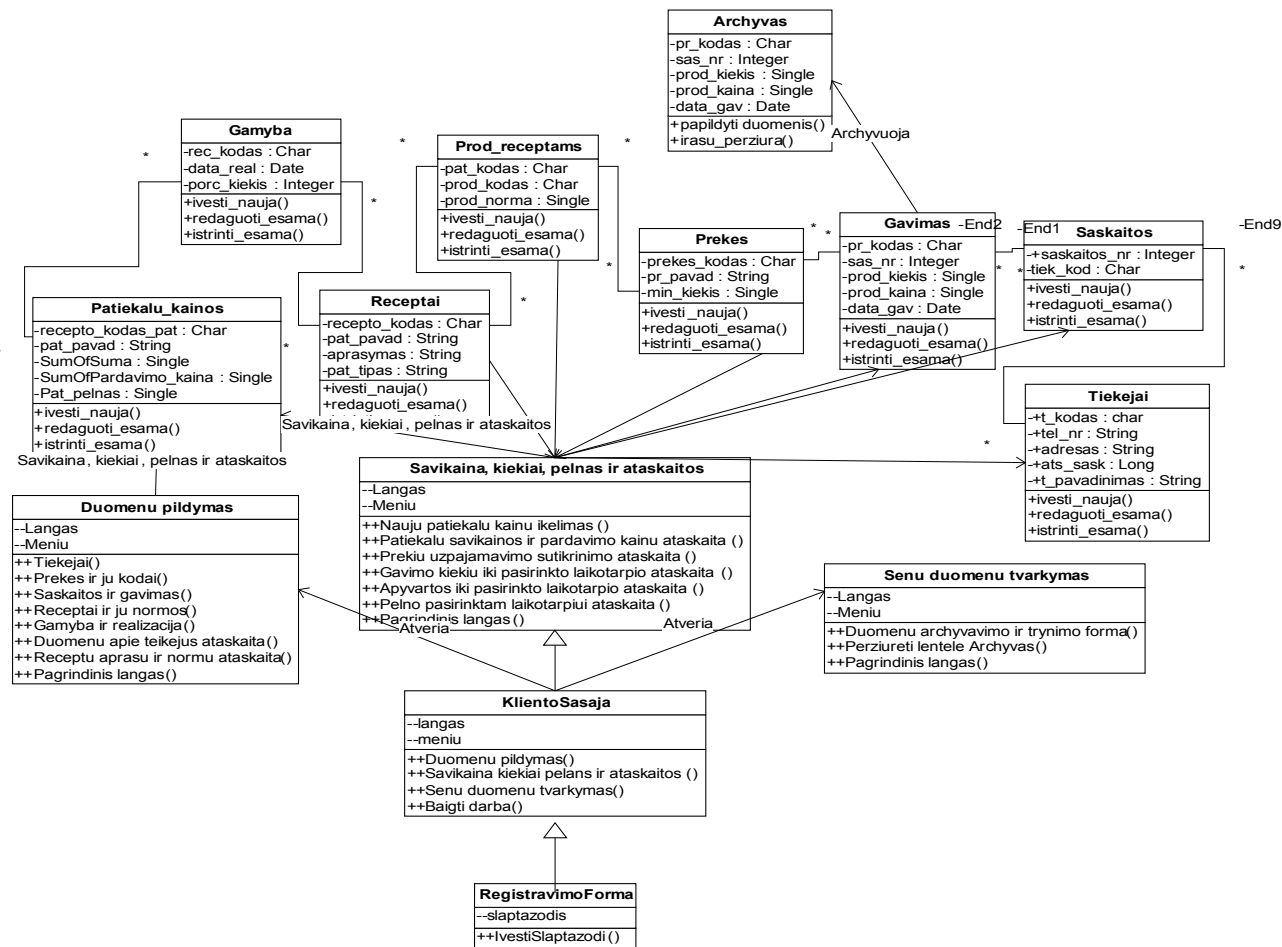 Archyvas
-pr_kodas : Char
-sas_nr : Integer
-prod_kiekis : Single
-prod_kaina : Single
-data_gav : Date
+papildyti duomenis()
+irasu_perziura()
Archyvuoja
Gamyba
-rec_kodas : Char
-data_real : Date
-porc_kiekis : Integer
+ivesti_nauja()
+redaguoti_esama()
+istrinti_esama()
*
*
Prod_receptams
-pat_kodas : Char
-prod_kodas : Char
-prod_norma : Single
+ivesti_nauja()
+redaguoti_esama()
+istrinti_esama()
*
*
*
*
Prekes
-prekes_kodas : Char
-pr_pavad : String
-min_kiekis : Single
+ivesti_nauja()
+redaguoti_esama()
+istrinti_esama()
*
*
Gavimas
-End2
-pr_kodas : Char
-sas_nr : Integer
-prod_kiekis : Single
-prod_kaina : Single
-data_gav : Date
+ivesti_nauja()
+redaguoti_esama()
+istrinti_esama()
-End1
*
*
Saskaitos
-+saskaitos_nr : Integer
-tiek_kod : Char
+ivesti_nauja()
+redaguoti_esama()
+istrinti_esama()
-End9
*
Patiekalu_kainos
-recepto_kodas_pat : Char
-pat_pavad : String
-SumOfSuma : Single
-SumOfPardavimo_kaina : Single
-Pat_pelnas : Single
+ivesti_nauja()
+redaguoti_esama()
+istrinti_esama()
*
Savikaina, kiekiai, pelnas ir ataskaitos
Receptai
-recepto_kodas : Char
-pat_pavad : String
-aprasymas : String
-pat_tipas : String
+ivesti_nauja()
+redaguoti_esama()
*
Savikaina, kiekiai, pelnas ir ataskaitos
Tiekejai
-+t_kodas : char
-+tel_nr : String
-+adresas : String
-+ats_sask : Long
-+t_pavadinimas : String
+ivesti_nauja()
+redaguoti_esama()
+istrinti_esama()
*
Savikaina, kiekiai, pelnas ir ataskaitos
--Langas
--Meniu
++Nauju patiekalu kainu ikelimas ()
++Patiekalu savikainos ir pardavimo kainu ataskaita ()
++Prekiu uzpajamavimo sutikrinimo ataskaita ()
++Gavimo kiekiu iki pasirinkto laikotarpio ataskaita ()
++Apyvartos iki pasirinkto laikotarpio ataskaita ()
++Pelno pasirinktam laikotarpiui ataskaita ()
++Pagrindinis langas()
Duomenu pildymas
--Langas
--Meniu
++Tiekejai()
++Prekes ir ju kodai()
++Saskaitos ir gavimas()
++Receptai ir ju normos()
++Gamyba ir realizacija()
++Duomenu apie teikejus ataskaita()
++Receptu aprasu ir normu ataskaita()
++Pagrindinis langas()
Atveria
Atveria
Senu duomenu tvarkymas
--Langas
--Meniu
++Duomenu archyvavimo ir trynimo forma()
++Perziureti lentele Archyvas()
++Pagrindinis langas()
KlientoSasaja
--langas
--meniu
++Duomenu pildymas()
++Savikaina kiekiai pelans ir ataskaitos ()
++Senu duomenu tvarkymas()
++Baigti darba()
RegistravimoForma
--slaptazodis
++IvestiSlaptazodi()